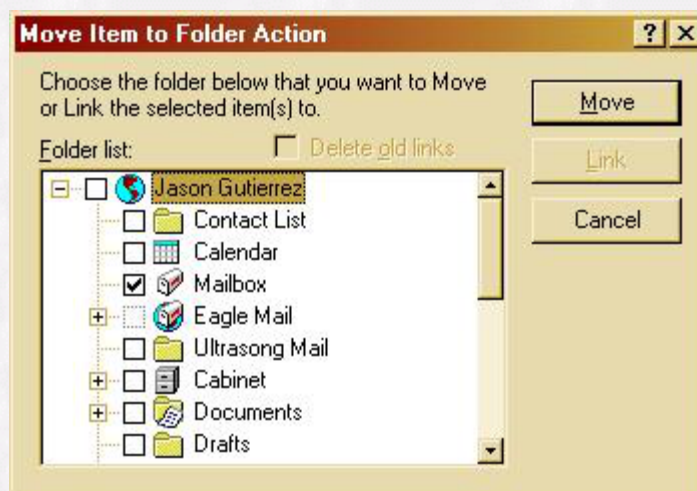 Move Item to Folder Action
Choose the folder below that you want to Move
or Link the selected item(s) to.
Move
Folder list:
Delete old links
Link
Jason Gutierrez
Cancel
Contact List
Calendar
Mailbox
Eagle Mail
Ultrasong Mail
Cabinet
Documents
Drafts